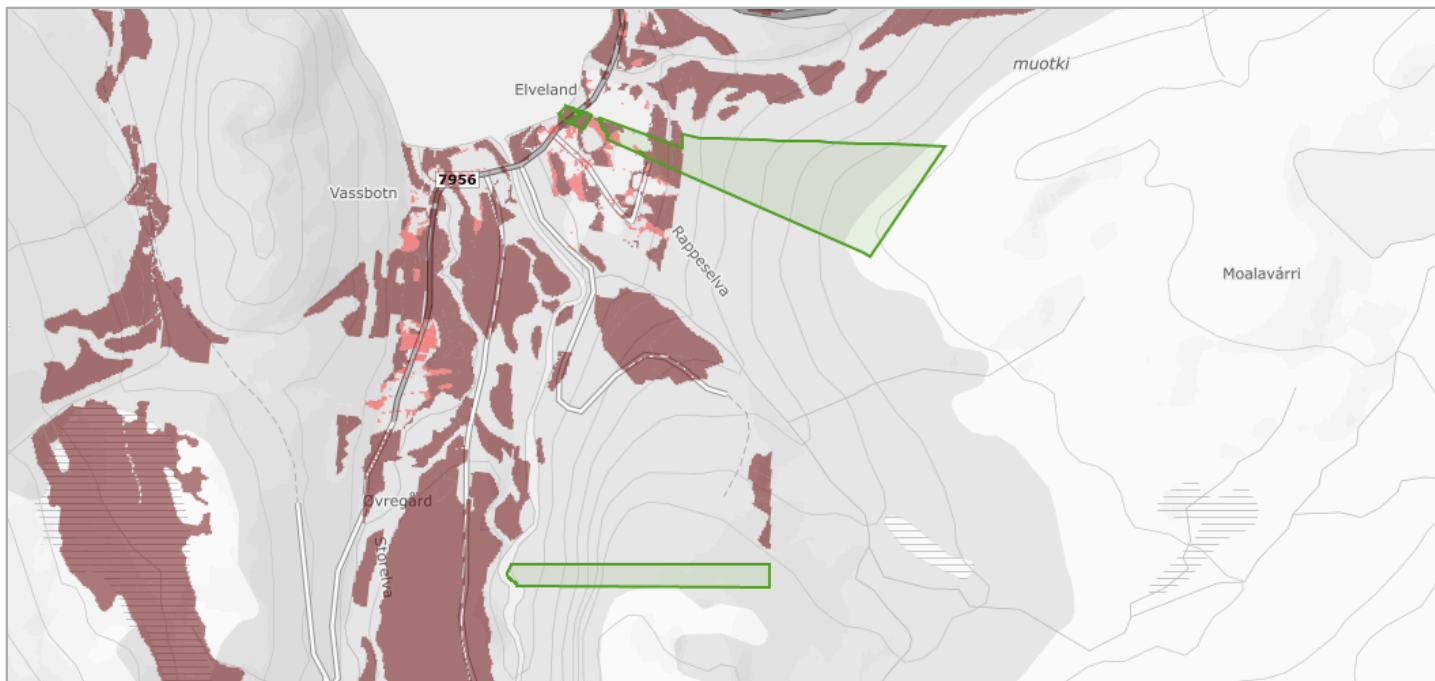 muotki
Elveland
7956
Vassbotn
Rappeselva
Moalavárri
Øvregård
Storelva